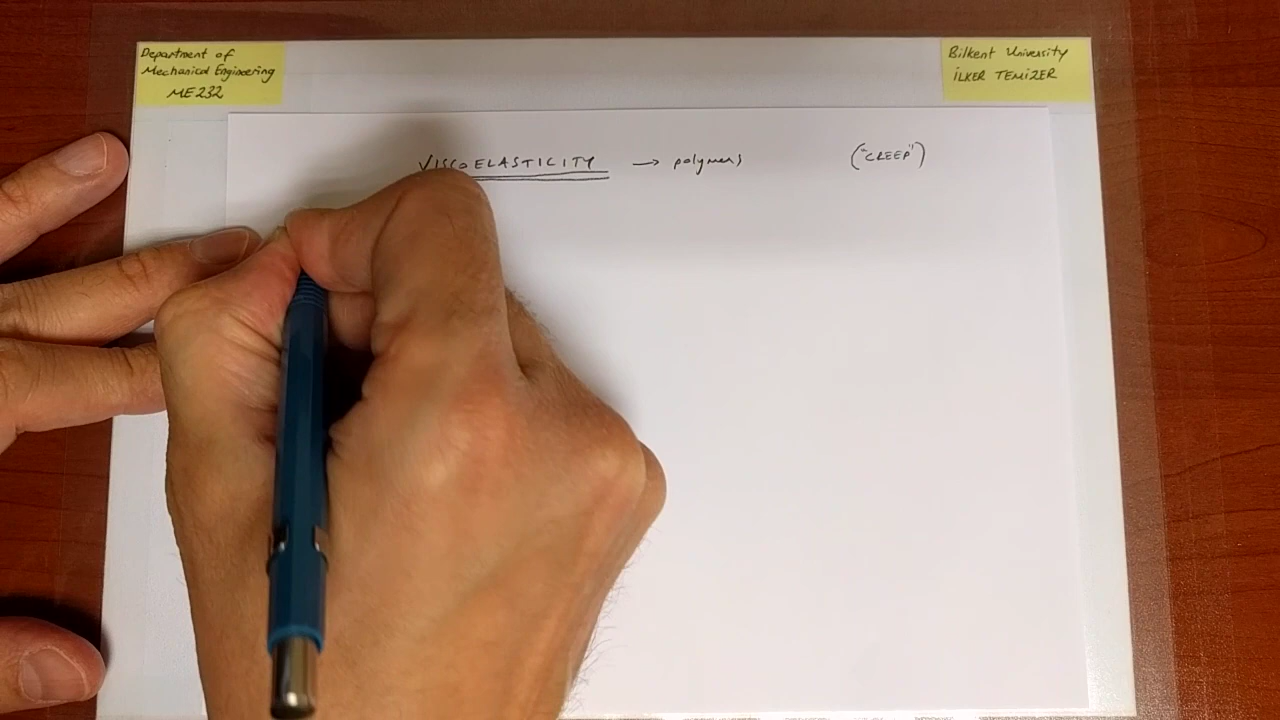 Department of
Mechanical Engineering
ME232
Bilkent University
İLKER TEMİZER
VISCOELASTICITY → polymers ("CREEP")